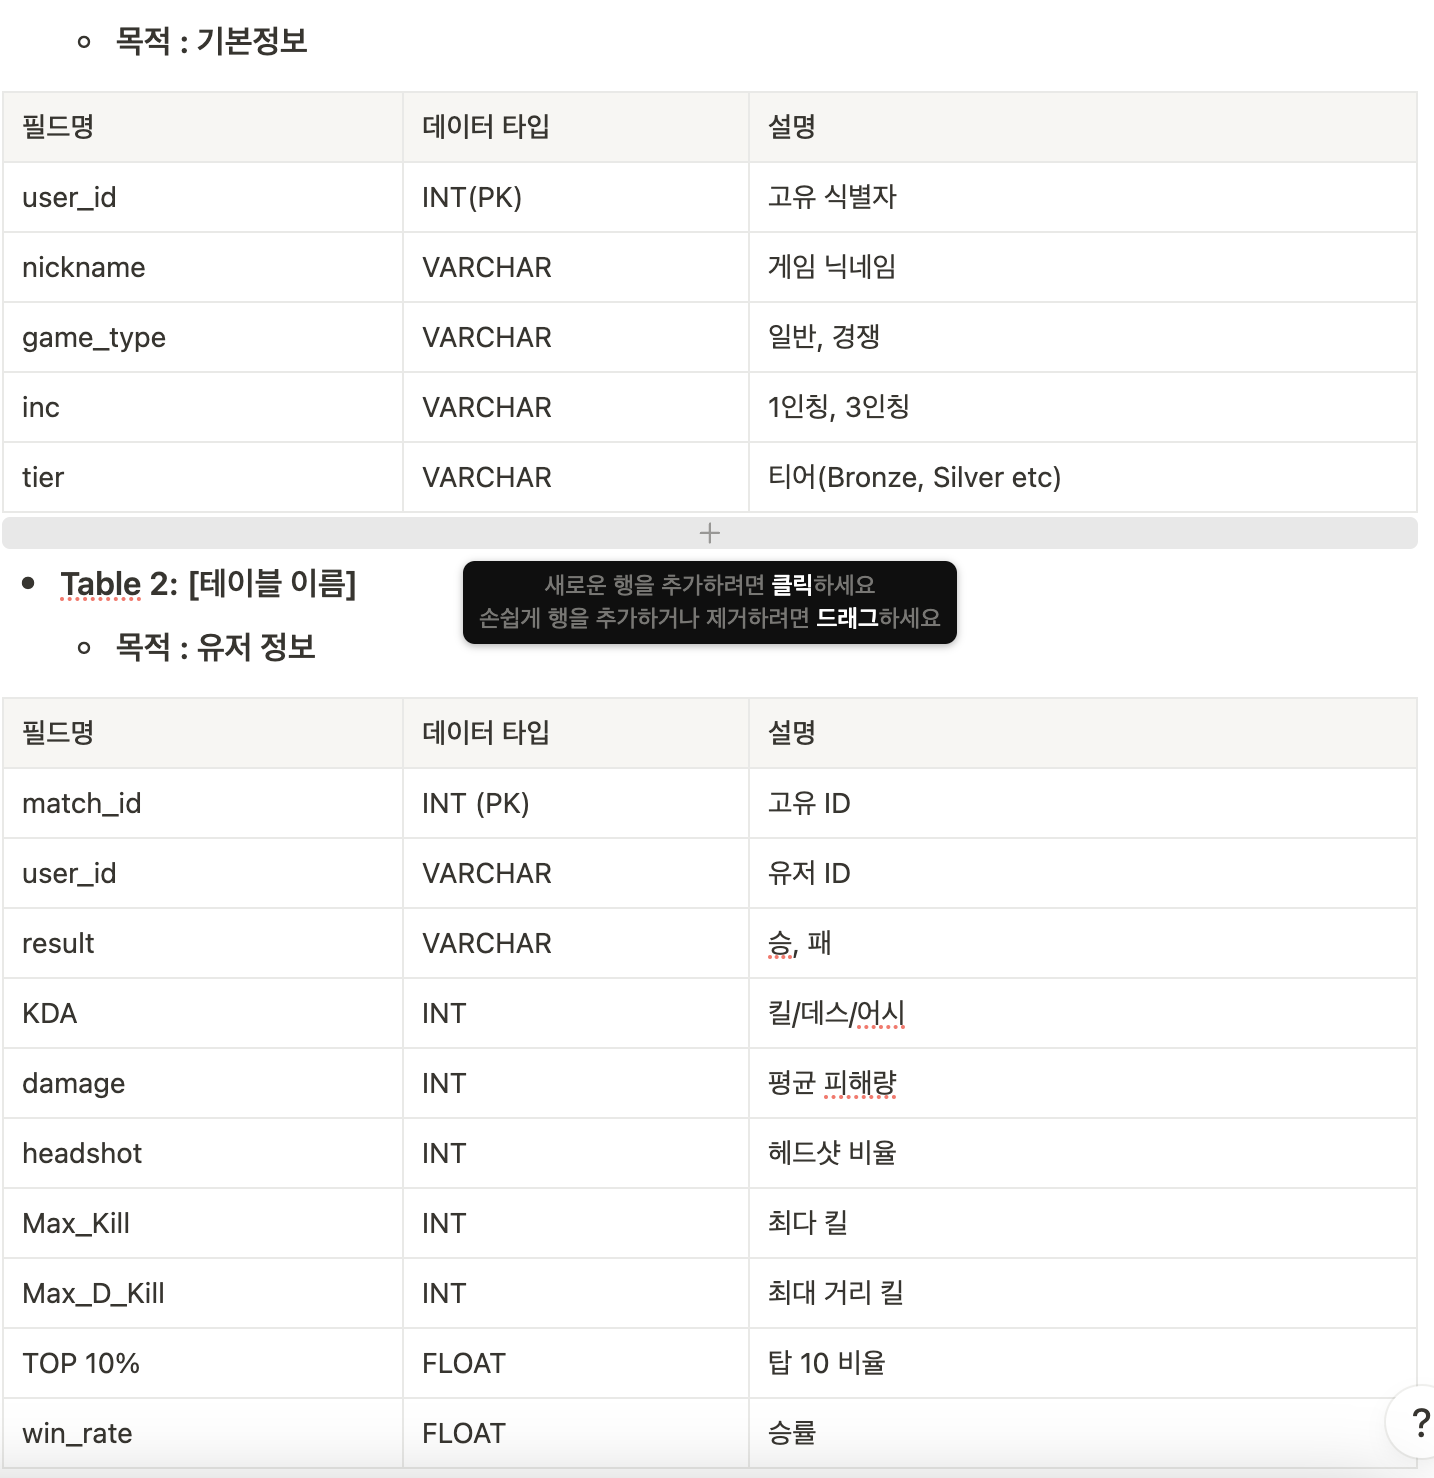 목적 : 기본정보
필드명 데이터 타입 설명
user_id INT(PK) 고유 식별자
nickname VARCHAR 게임 닉네임
game_type VARCHAR 일반, 경쟁
inc VARCHAR 1인칭, 3인칭
tier VARCHAR 티어(Bronze, Silver etc)
+
Table 2: [테이블 이름]
새로운 행을 추가하려면 클릭하세요
손쉽게 행을 추가하거나 제거하려면 드래그하세요
목적 : 유저 정보
필드명 데이터 타입 설명
match_id INT (PK) 고유 ID
user_id VARCHAR 유저 ID
result VARCHAR 승, 패
KDA INT 킬/데스/어시
damage INT 평균 피해량
headshot INT 헤드샷 비율
Max_Kill INT 최다 킬
Max_D_Kill INT 최대 거리 킬
TOP 10% FLOAT 탑 10 비율
win_rate FLOAT 승률
?